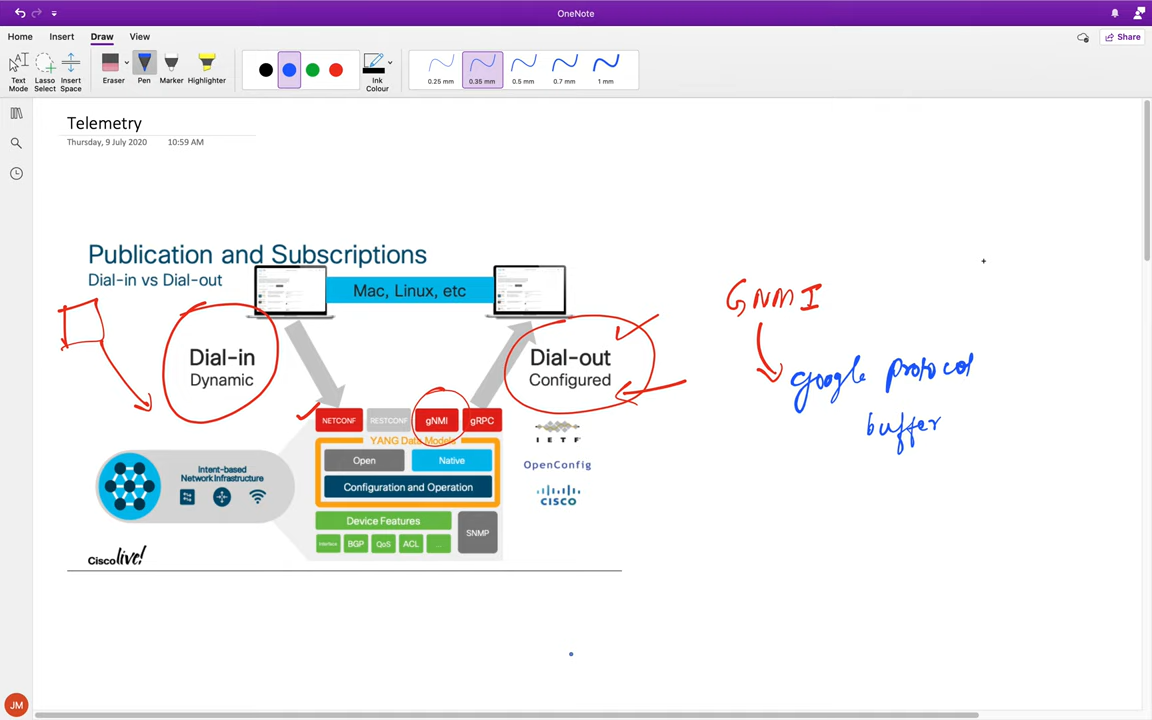 OneNote
Home
Insert
Draw
View
Share
Text Mode
Lasso Select
Insert Space
Eraser
Pen
Marker
Highlighter
Ink Colour
0.25 mm
0.35 mm
0.5 mm
0.7 mm
1 mm
Telemetry
Thursday, 9 July 2020
10:59 AM
Publication and Subscriptions
Dial-in vs Dial-out
Mac, Linux, etc
Dial-in
Dynamic
Dial-out
Configured
GNMI
google protocol
buffer
NETCONF
RESTCONF
gNMI
gRPC
YANG Data Models
Open
Native
Configuration and Operation
Intent-based
Network Infrastructure
IETF
OpenConfig
CISCO
Device Features
SNMP
Interface
BGP
QoS
ACL
...
Cisco live!
JM